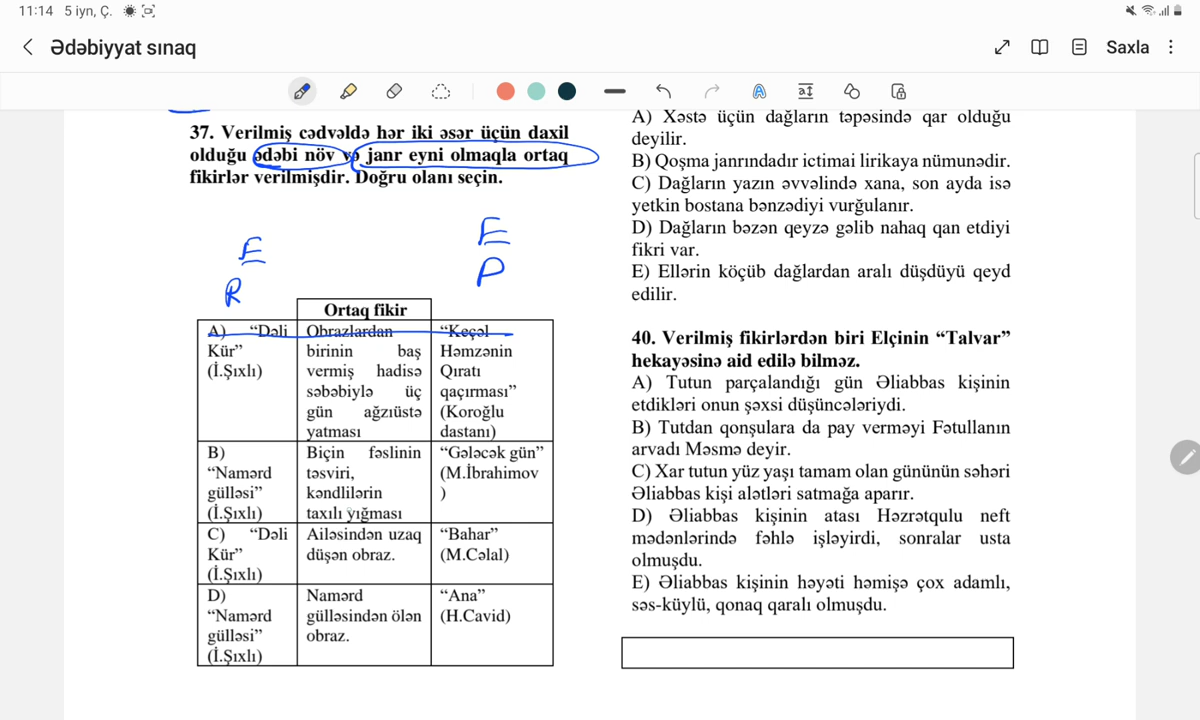 11:14 5 iyn, Ç.
Ədəbiyyat sınaq
Saxla
37. Verilmiş cədvəldə hər iki əsər üçün daxil
olduğu ədəbi növ və janr eyni olmaqla ortaq
fikirlər verilmişdir. Doğru olanı seçin.
E
R
E
P
Ortaq fikir
A) “Dəli
Kür”
(İ.Şıxlı)
Obrazlardan
birinin baş
vermiş hadisə
səbəbiylə üç
gün ağzıüstə
yatması
“Keçəl
Həmzənin
Qıratı
qaçırması”
(Koroğlu
dastanı)
B)
“Namərd
gülləsi”
(İ.Şıxlı)
Biçin fəslinin
təsviri,
kəndlilərin
taxılı yığması
“Gələcək gün”
(M.İbrahimov
)
C) “Dəli
Kür”
(İ.Şıxlı)
Ailəsindən uzaq
düşən obraz.
“Bahar”
(M.Cəlal)
D)
“Namərd
gülləsi”
(İ.Şıxlı)
Namərd
gülləsindən ölən
obraz.
“Ana”
(H.Cavid)
A) Xəstə üçün dağların təpəsində qar olduğu
deyilir.
B) Qoşma janrındadır ictimai lirikaya nümunədir.
C) Dağların yazın əvvəlində xana, son ayda isə
yetkin bostana bənzədiyi vurğulanır.
D) Dağların bəzən qeyzə gəlib nahaq qan etdiyi
fikri var.
E) Ellərin köçüb dağlardan aralı düşdüyü qeyd
edilir.
40. Verilmiş fikirlərdən biri Elçinin “Talvar”
hekayəsinə aid edilə bilməz.
A) Tutun parçalandığı gün Əliabbas kişinin
etdikləri onun şəxsi düşüncələriydi.
B) Tutdan qonşulara da pay verməyi Fətullanın
arvadı Məsmə deyir.
C) Xar tutun yüz yaşı tamam olan gününün səhəri
Əliabbas kişi alətləri satmağa aparır.
D) Əliabbas kişinin atası Həzrətqulu neft
mədənlərində fəhlə işləyirdi, sonralar usta
olmuşdu.
E) Əliabbas kişinin həyəti həmişə çox adamlı,
səs-küylü, qonaq qaralı olmuşdu.